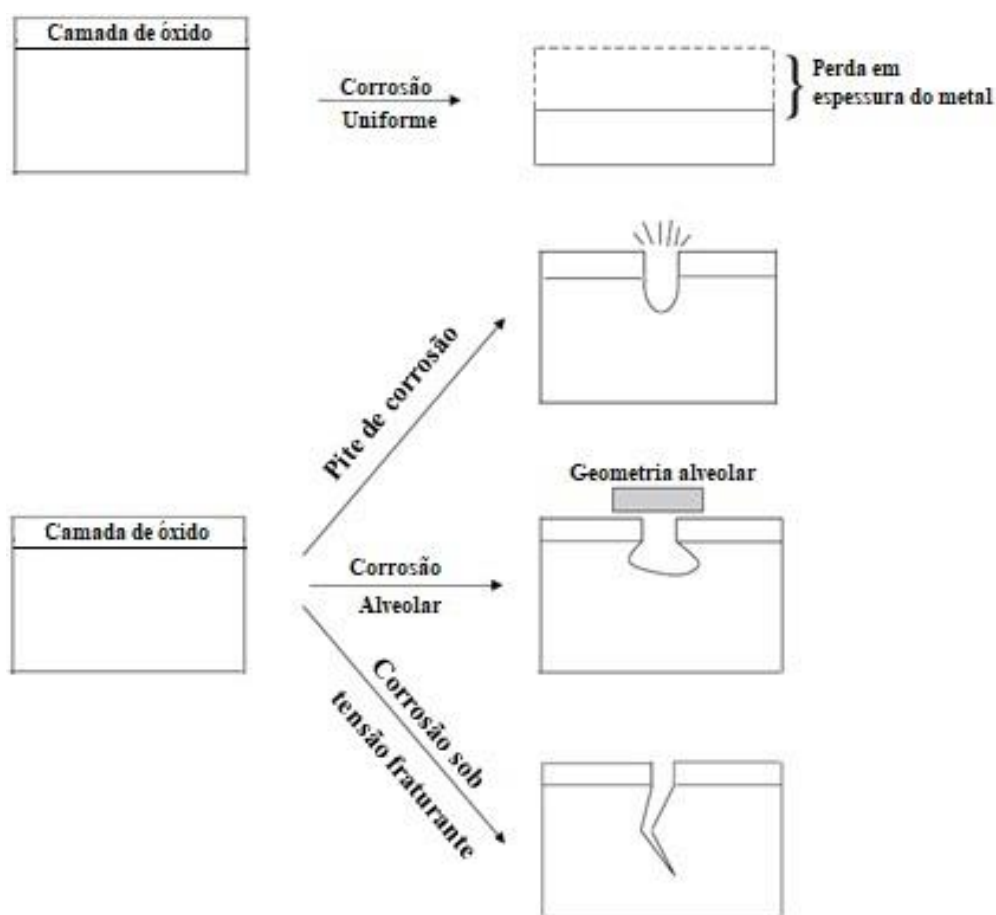 Camada de óxido
Corrosão
Uniforme
Perda em
espessura do metal
Pite de corrosão
Geometria alveolar
Camada de óxido
Corrosão
Alveolar
Corrosão sob
tensão fraturante